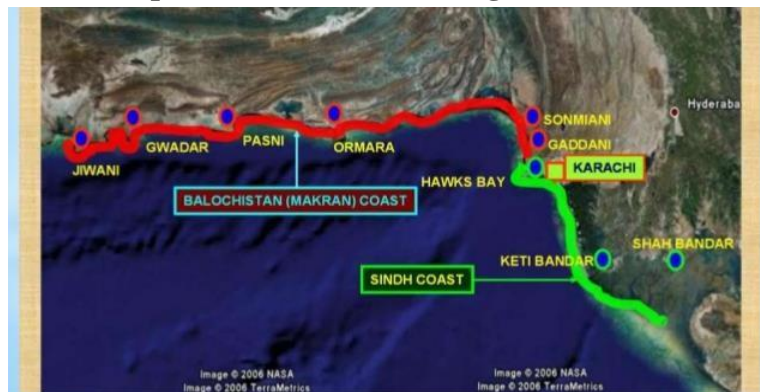 Hyderaba
SONMIANI
GADDANI
PASNI
ORMARA
GWADAR
JIWANI
KARACHI
HAWKS BAY
BALOCHISTAN (MAKRAN) COAST
SHAH BANDAR
KETI BANDAR
SINDH COAST
Image © 2006 NASA
Image © 2006 TerraMetrics
Image © 2006 NASA
Image © 2006 TerraMetrics